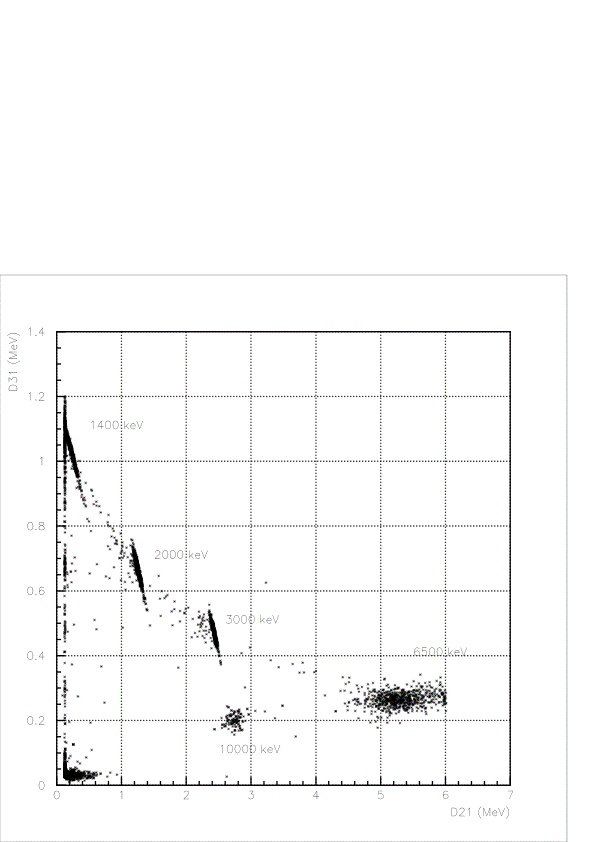 D31 (MeV)
1.4
1.2
1400 keV
1
0.8
2000 keV
0.6
3000 keV
0.4
6500 keV
0.2
10000 keV
0
0 1 2 3 4 5 6 7
D21 (MeV)